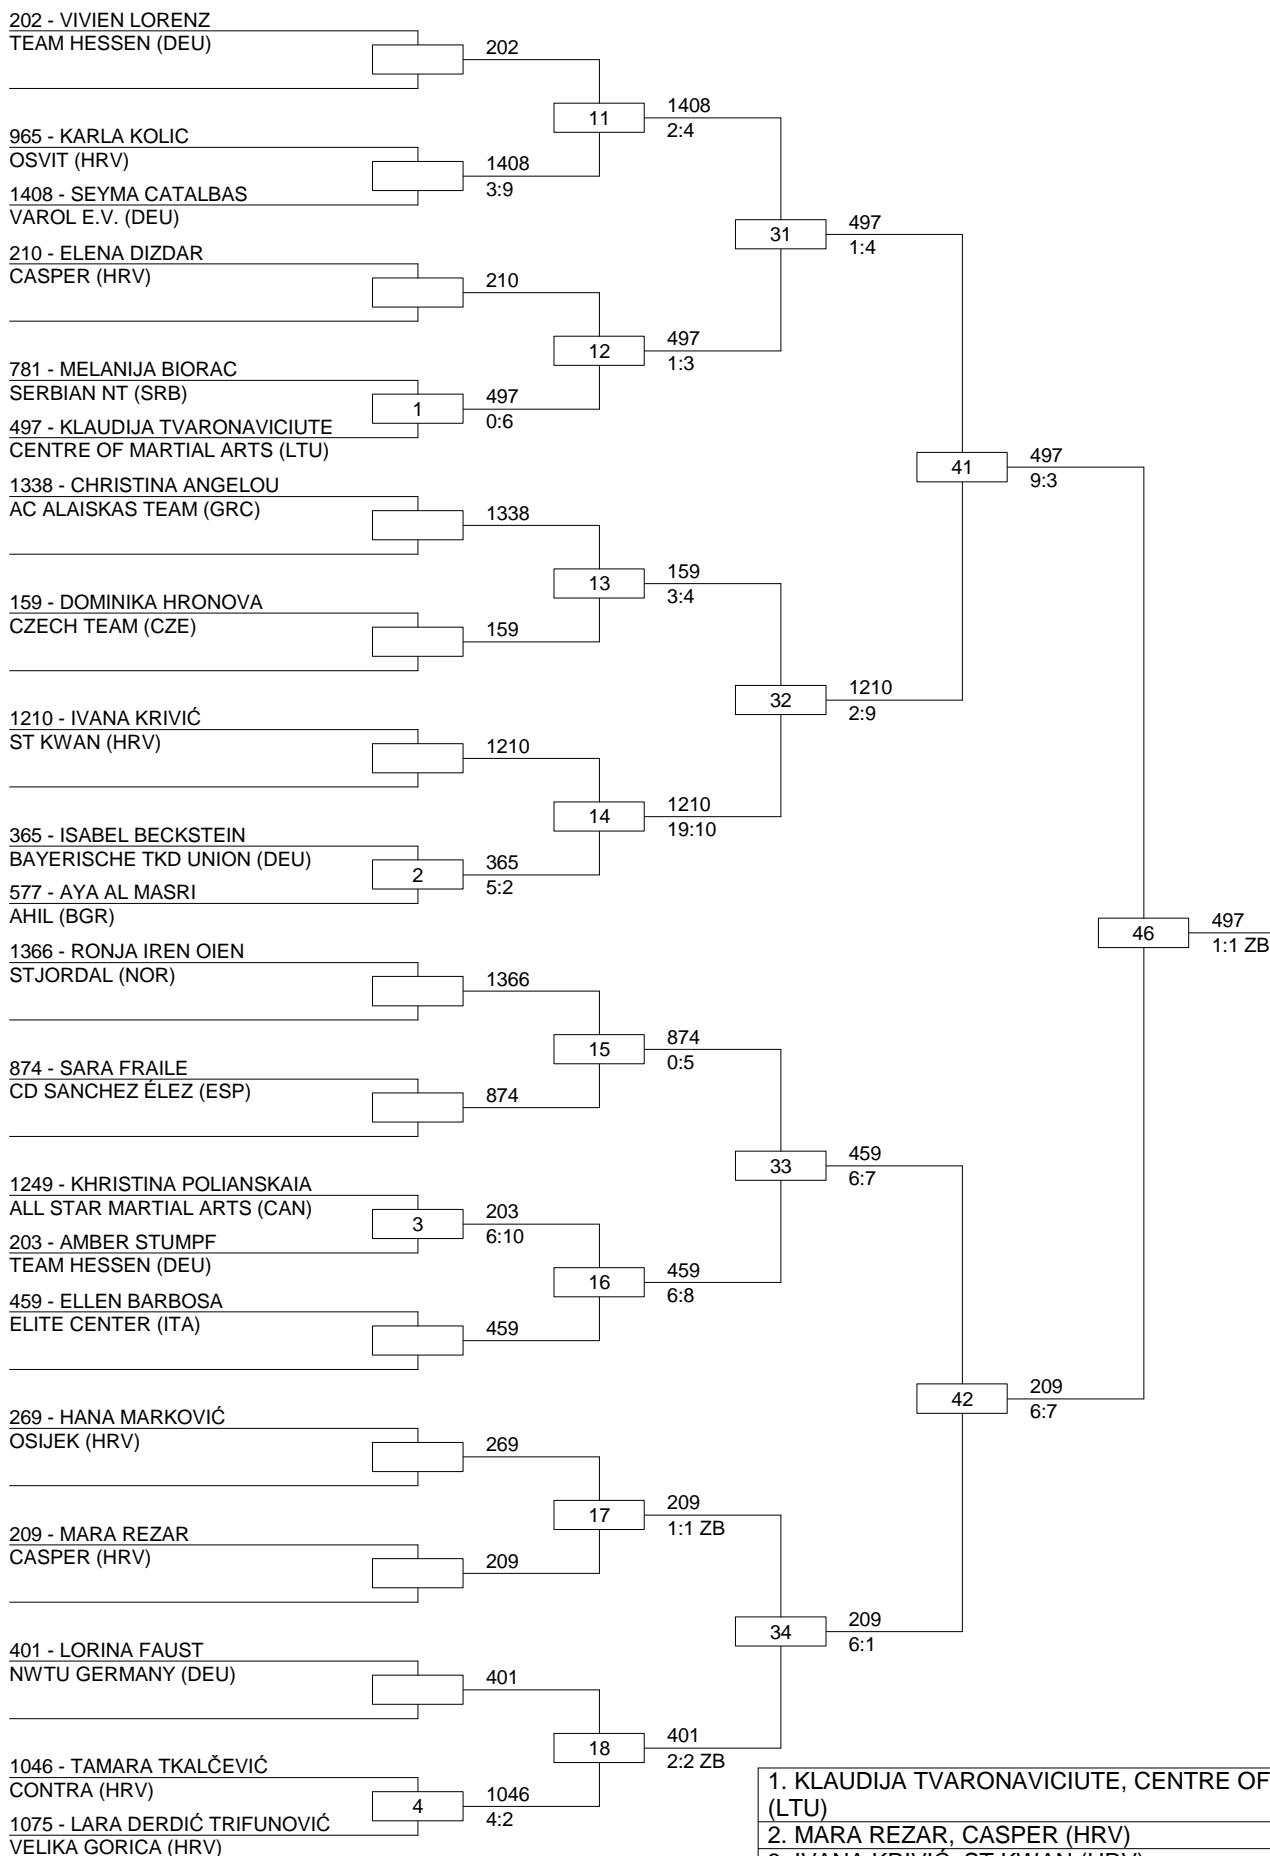 202 - VIVIEN LORENZ
TEAM HESSEN (DEU)
202
11
1408
2:4
965 - KARLA KOLIC
OSVIT (HRV)
1408
3:9
1408 - SEYMA CATALBAS
VAROL E.V. (DEU)
31
497
1:4
210 - ELENA DIZDAR
CASPER (HRV)
210
12
497
1:3
781 - MELANIJA BIORAC
SERBIAN NT (SRB)
1
497
0:6
497 - KLAUDIJA TVARONAVICIUTE
CENTRE OF MARTIAL ARTS (LTU)
41
497
9:3
1338 - CHRISTINA ANGELOU
AC ALAISKAS TEAM (GRC)
1338
13
159
3:4
159 - DOMINIKA HRONOVA
CZECH TEAM (CZE)
159
32
1210
2:9
1210 - IVANA KRIVIĆ
ST KWAN (HRV)
1210
14
1210
19:10
365 - ISABEL BECKSTEIN
BAYERISCHE TKD UNION (DEU)
2
365
5:2
577 - AYA AL MASRI
AHIL (BGR)
46
497
1:1 ZB
1366 - RONJA IREN OIEN
STJORDAL (NOR)
1366
15
874
0:5
874 - SARA FRAILE
CD SANCHEZ ÉLEZ (ESP)
874
33
459
6:7
1249 - KHRISTINA POLIANSKAIA
ALL STAR MARTIAL ARTS (CAN)
3
203
6:10
203 - AMBER STUMPF
TEAM HESSEN (DEU)
16
459
6:8
459 - ELLEN BARBOSA
ELITE CENTER (ITA)
459
42
209
6:7
269 - HANA MARKOVIĆ
OSIJEK (HRV)
269
17
209
1:1 ZB
209 - MARA REZAR
CASPER (HRV)
209
34
209
6:1
401 - LORINA FAUST
NWTU GERMANY (DEU)
401
18
401
2:2 ZB
1046 - TAMARA TKALČEVIĆ
CONTRA (HRV)
4
1046
4:2
1075 - LARA DERDIĆ TRIFUNOVIĆ
VELIKA GORICA (HRV)
1. KLAUDIJA TVARONAVICIUTE, CENTRE OF
(LTU)
2. MARA REZAR, CASPER (HRV)
3. IVANA KRIVIĆ, ST KWAN (HRV)